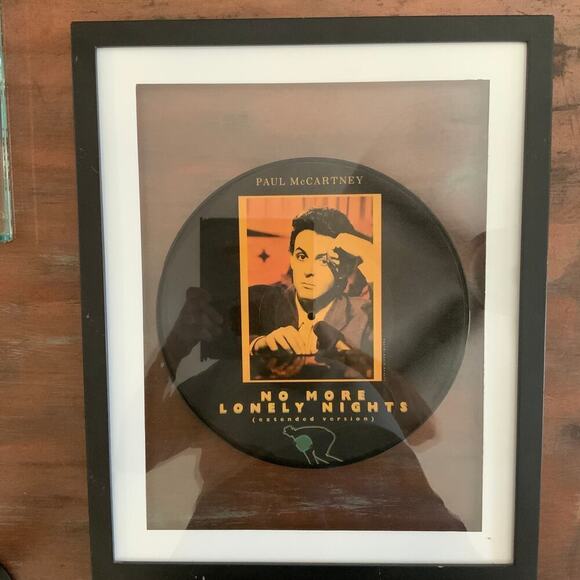 PAUL McCARTNEY
NO MORE
LONELY NIGHTS
(extended version)